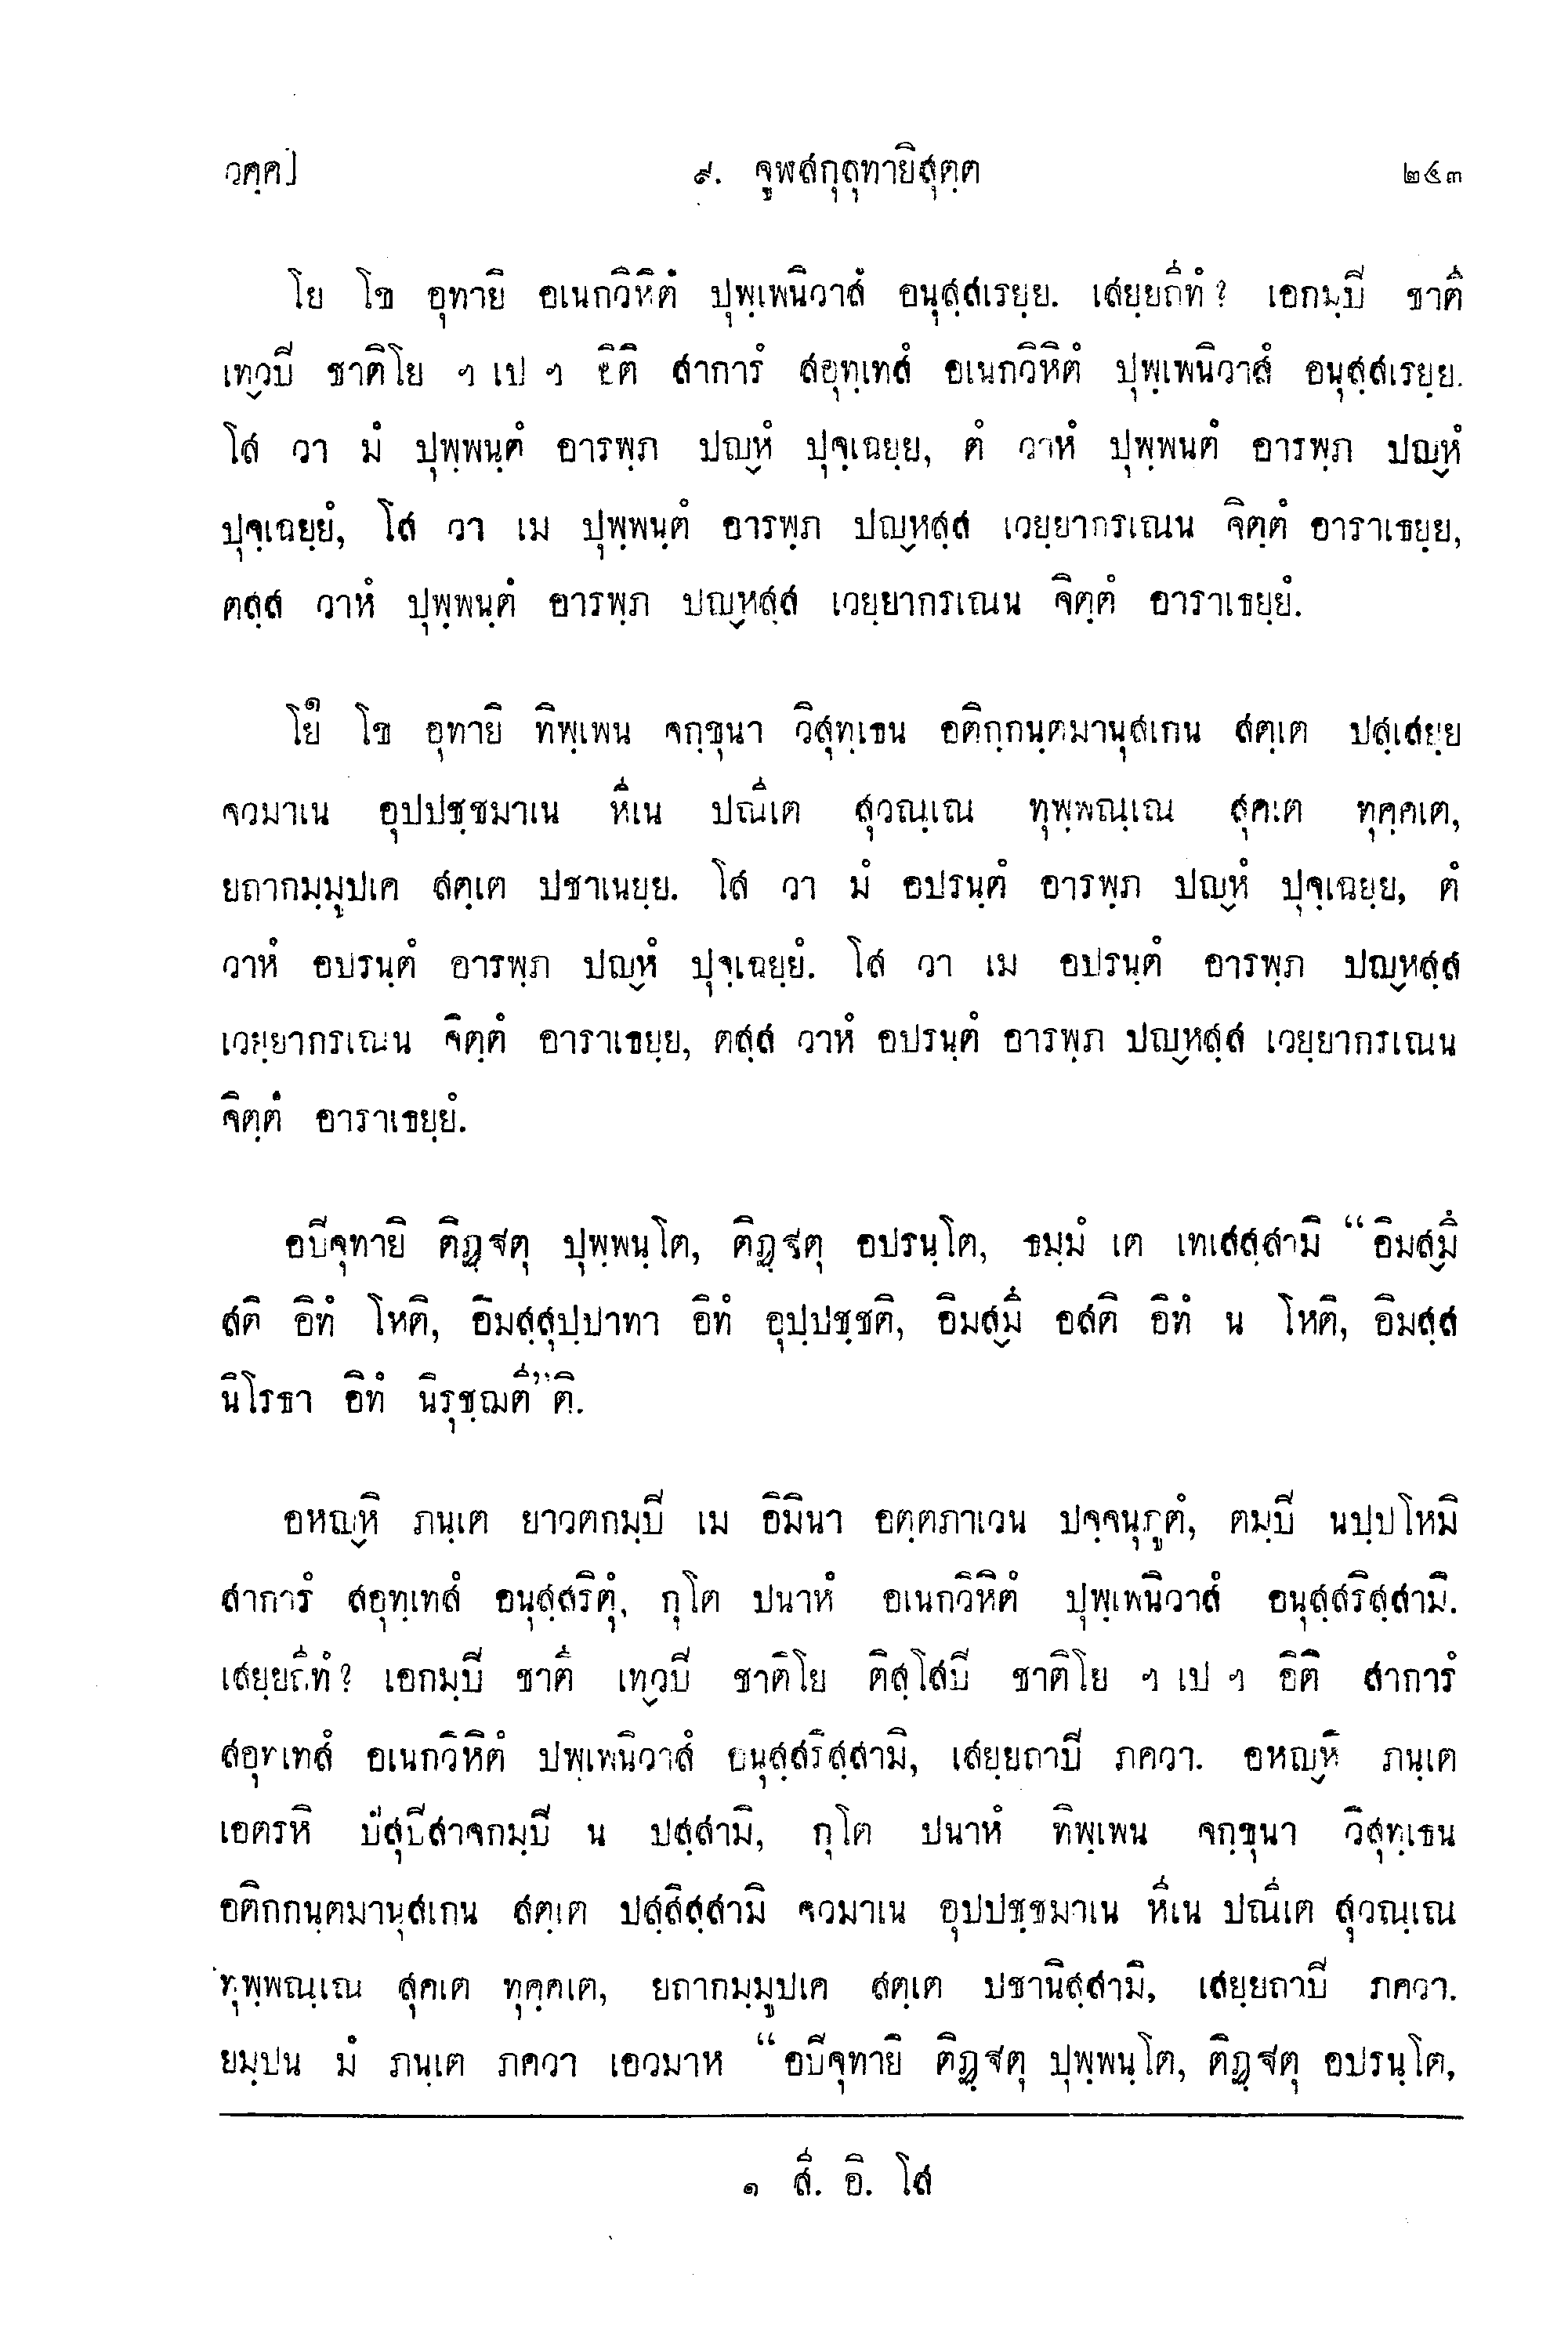 วคฺค] ๙. จูฬสกุลุทายิสุตฺต ๒๕๓
โย โข อุทายิ อเนกวิหิตํ ปุพฺเพนิวาสํ อนุสฺสเรยฺย. เสยฺยถีทํ? เอกมฺปิ ชาตึ
เทฺวปิ ชาติโย ฯ เป ฯ อิติ สาการํ สอุทฺเทสํ อเนกวิหิตํ ปุพฺเพนิวาสํ อนุสฺสเรยฺย.
โส วา มํ ปุพฺพนฺตํ อารพฺภ ปญฺหํ ปุจฺเฉยฺย, ตํ วาหํ ปุพฺพนตํ อารพฺภ ปญฺหํ
ปุจฺเฉยฺยํ, โส วา เม ปุพฺพนฺตํ อารพฺภ ปญฺหสฺส เวยฺยากรเณน จิตฺตํ อาราเธยฺย,
ตสฺส วาหํ ปุพฺพนฺตํ อารพฺภ ปญฺหสฺส เวยฺยากรเณน จิตฺตํ อาราเธยฺยํ.
โย๑ โข อุทายิ ทิพฺเพน จกฺขุนา วิสุทฺเธน อติกฺกนฺตมานุสเกน สตฺเต ปสฺเสยฺย
จวมาเน อุปปชฺชมาเน หีเน ปณีเต สุวณฺเณ ทุพฺพณฺเณ สุคเต ทุคฺคเต,
ยถากมฺมูปเค สตฺเต ปชาเนยฺย. โส วา มํ อปรนฺตํ อารพฺภ ปญฺหํ ปุจฺเฉยฺย, ตํ
วาหํ อปรนฺตํ อารพฺภ ปญฺหํ ปุจฺเฉยฺยํ. โส วา เม อปรนฺตํ อารพฺภ ปญฺหสฺส
เวยฺยากรเณน จิตฺตํ อาราเธยฺย, ตสฺส วาหํ อปรนฺตํ อารพฺภ ปญฺหสฺส เวยฺยากรเณน
จิตฺตํ อาราเธยฺยํ.
อปิจุทายิ ติฏฺฐตุ ปุพฺพนฺโต, ติฏฺฐตุ อปรนฺโต, ธมฺมํ เต เทเสสฺสามิ “อิมสฺมึ
สติ อิทํ โหติ, อิมสฺสุปฺปาทา อิทํ อุปฺปชฺชติ, อิมสฺมึ อสติ อิทํ น โหติ, อิมสฺส
นิโรธา อิทํ นิรุชฺฌตี”ติ.
อหญฺหิ ภนฺเต ยาวตกมฺปิ เม อิมินา อตฺตภาเวน ปจฺจนุภูตํ, ตมฺปิ นปฺปโหมิ
สาการํ สอุทฺเทสํ อนุสฺสริตุํ, กุโต ปนาหํ อเนกวิหิตํ ปุพฺเพนิวาสํ อนุสฺสริสฺสามิ.
เสยฺยถีทํ? เอกมฺปิ ชาตึ เทฺวปิ ชาติโย ติสฺโสปิ ชาติโย ฯ เป ฯ อิติ สาการํ
สอุทเทสํ อเนกวิหิตํ ปพฺเพนิวาสํ อนุสฺสริสฺสามิ, เสยฺยถาปิ ภควา. อหญฺหิ ภนฺเต
เอตรหิ ปํสุปิสาจกมฺปิ น ปสฺสามิ, กุโต ปนาหํ ทิพฺเพน จกฺขุนา วิสุทฺเธน
อติกกนฺตมานุสเกน สตฺเต ปสฺสิสฺสามิ จวมาเน อุปปชฺชมาเน หีเน ปณีเต สุวณฺเณ
ทุพฺพณฺเณ สุคเต ทุคฺคเต, ยถากมฺมูปเค สตฺเต ปชานิสฺสามิ, เสยฺยถาปิ ภควา.
ยมฺปน มํ ภนฺเต ภควา เอวมาห “อปิจุทายิ ติฏฺฐตุ ปุพฺพนฺโต, ติฏฺฐตุ อปรนฺโต,
๑ สี. อิ. โส